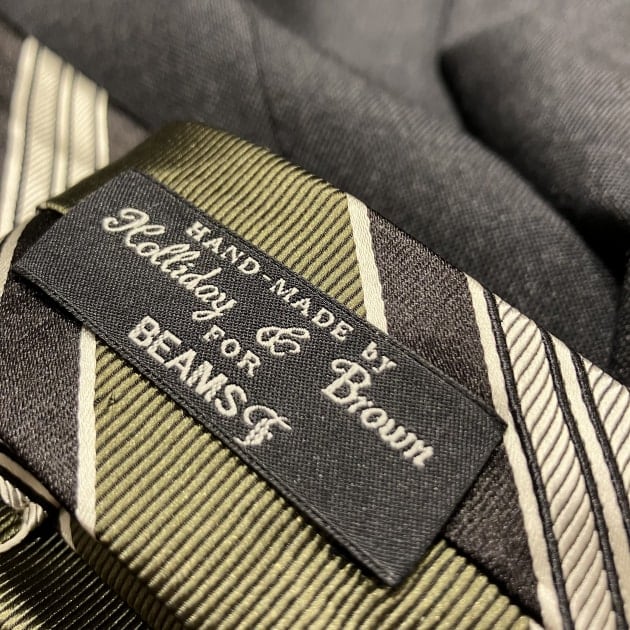 HAND-MADE by
Holliday & Brown
FOR
BEAMS F